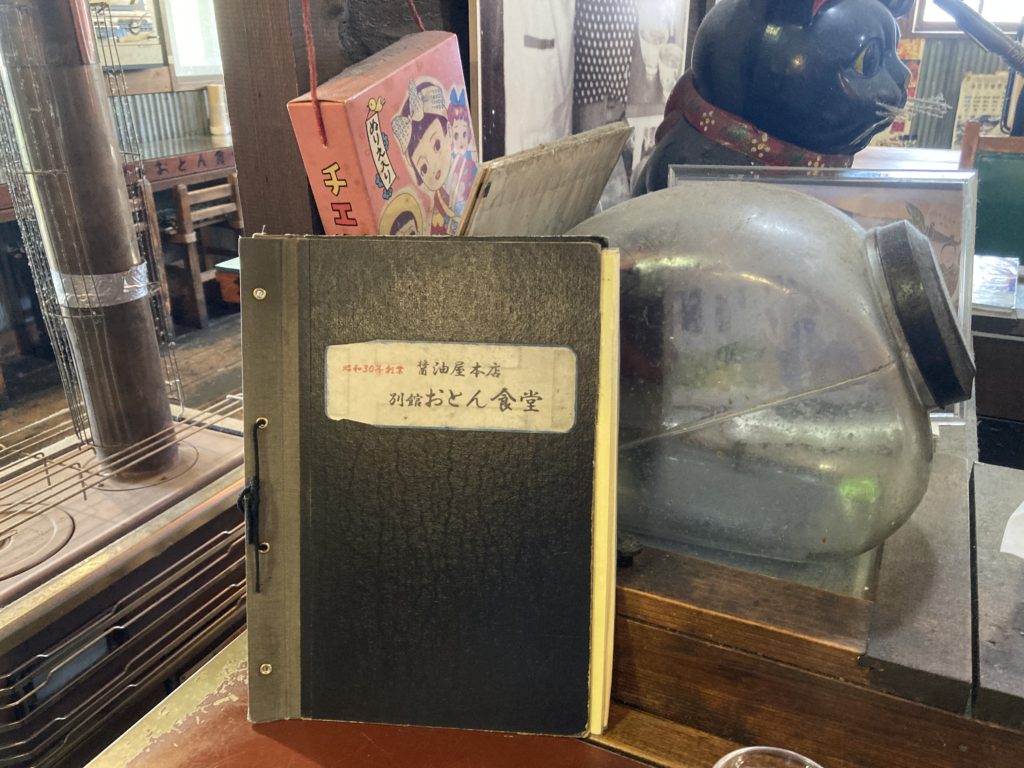 昭和30年創業 醤油屋本店
別館おとん食堂
ぬりえ
チエ
おとん食